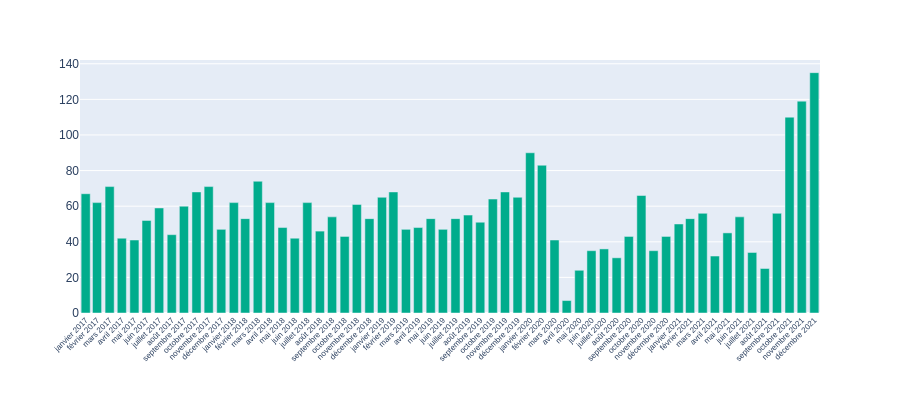 140
120
100
80
60
40
20
0
janvier 2017
février 2017
mars 2017
avril 2017
mai 2017
juin 2017
juillet 2017
août 2017
septembre 2017
octobre 2017
novembre 2017
décembre 2017
janvier 2018
février 2018
mars 2018
avril 2018
mai 2018
juin 2018
juillet 2018
août 2018
septembre 2018
octobre 2018
novembre 2018
décembre 2018
janvier 2019
février 2019
mars 2019
avril 2019
mai 2019
juin 2019
juillet 2019
août 2019
septembre 2019
octobre 2019
novembre 2019
décembre 2019
janvier 2020
février 2020
mars 2020
avril 2020
mai 2020
juin 2020
juillet 2020
août 2020
septembre 2020
octobre 2020
novembre 2020
décembre 2020
janvier 2021
février 2021
mars 2021
avril 2021
mai 2021
juin 2021
juillet 2021
août 2021
septembre 2021
octobre 2021
novembre 2021
décembre 2021